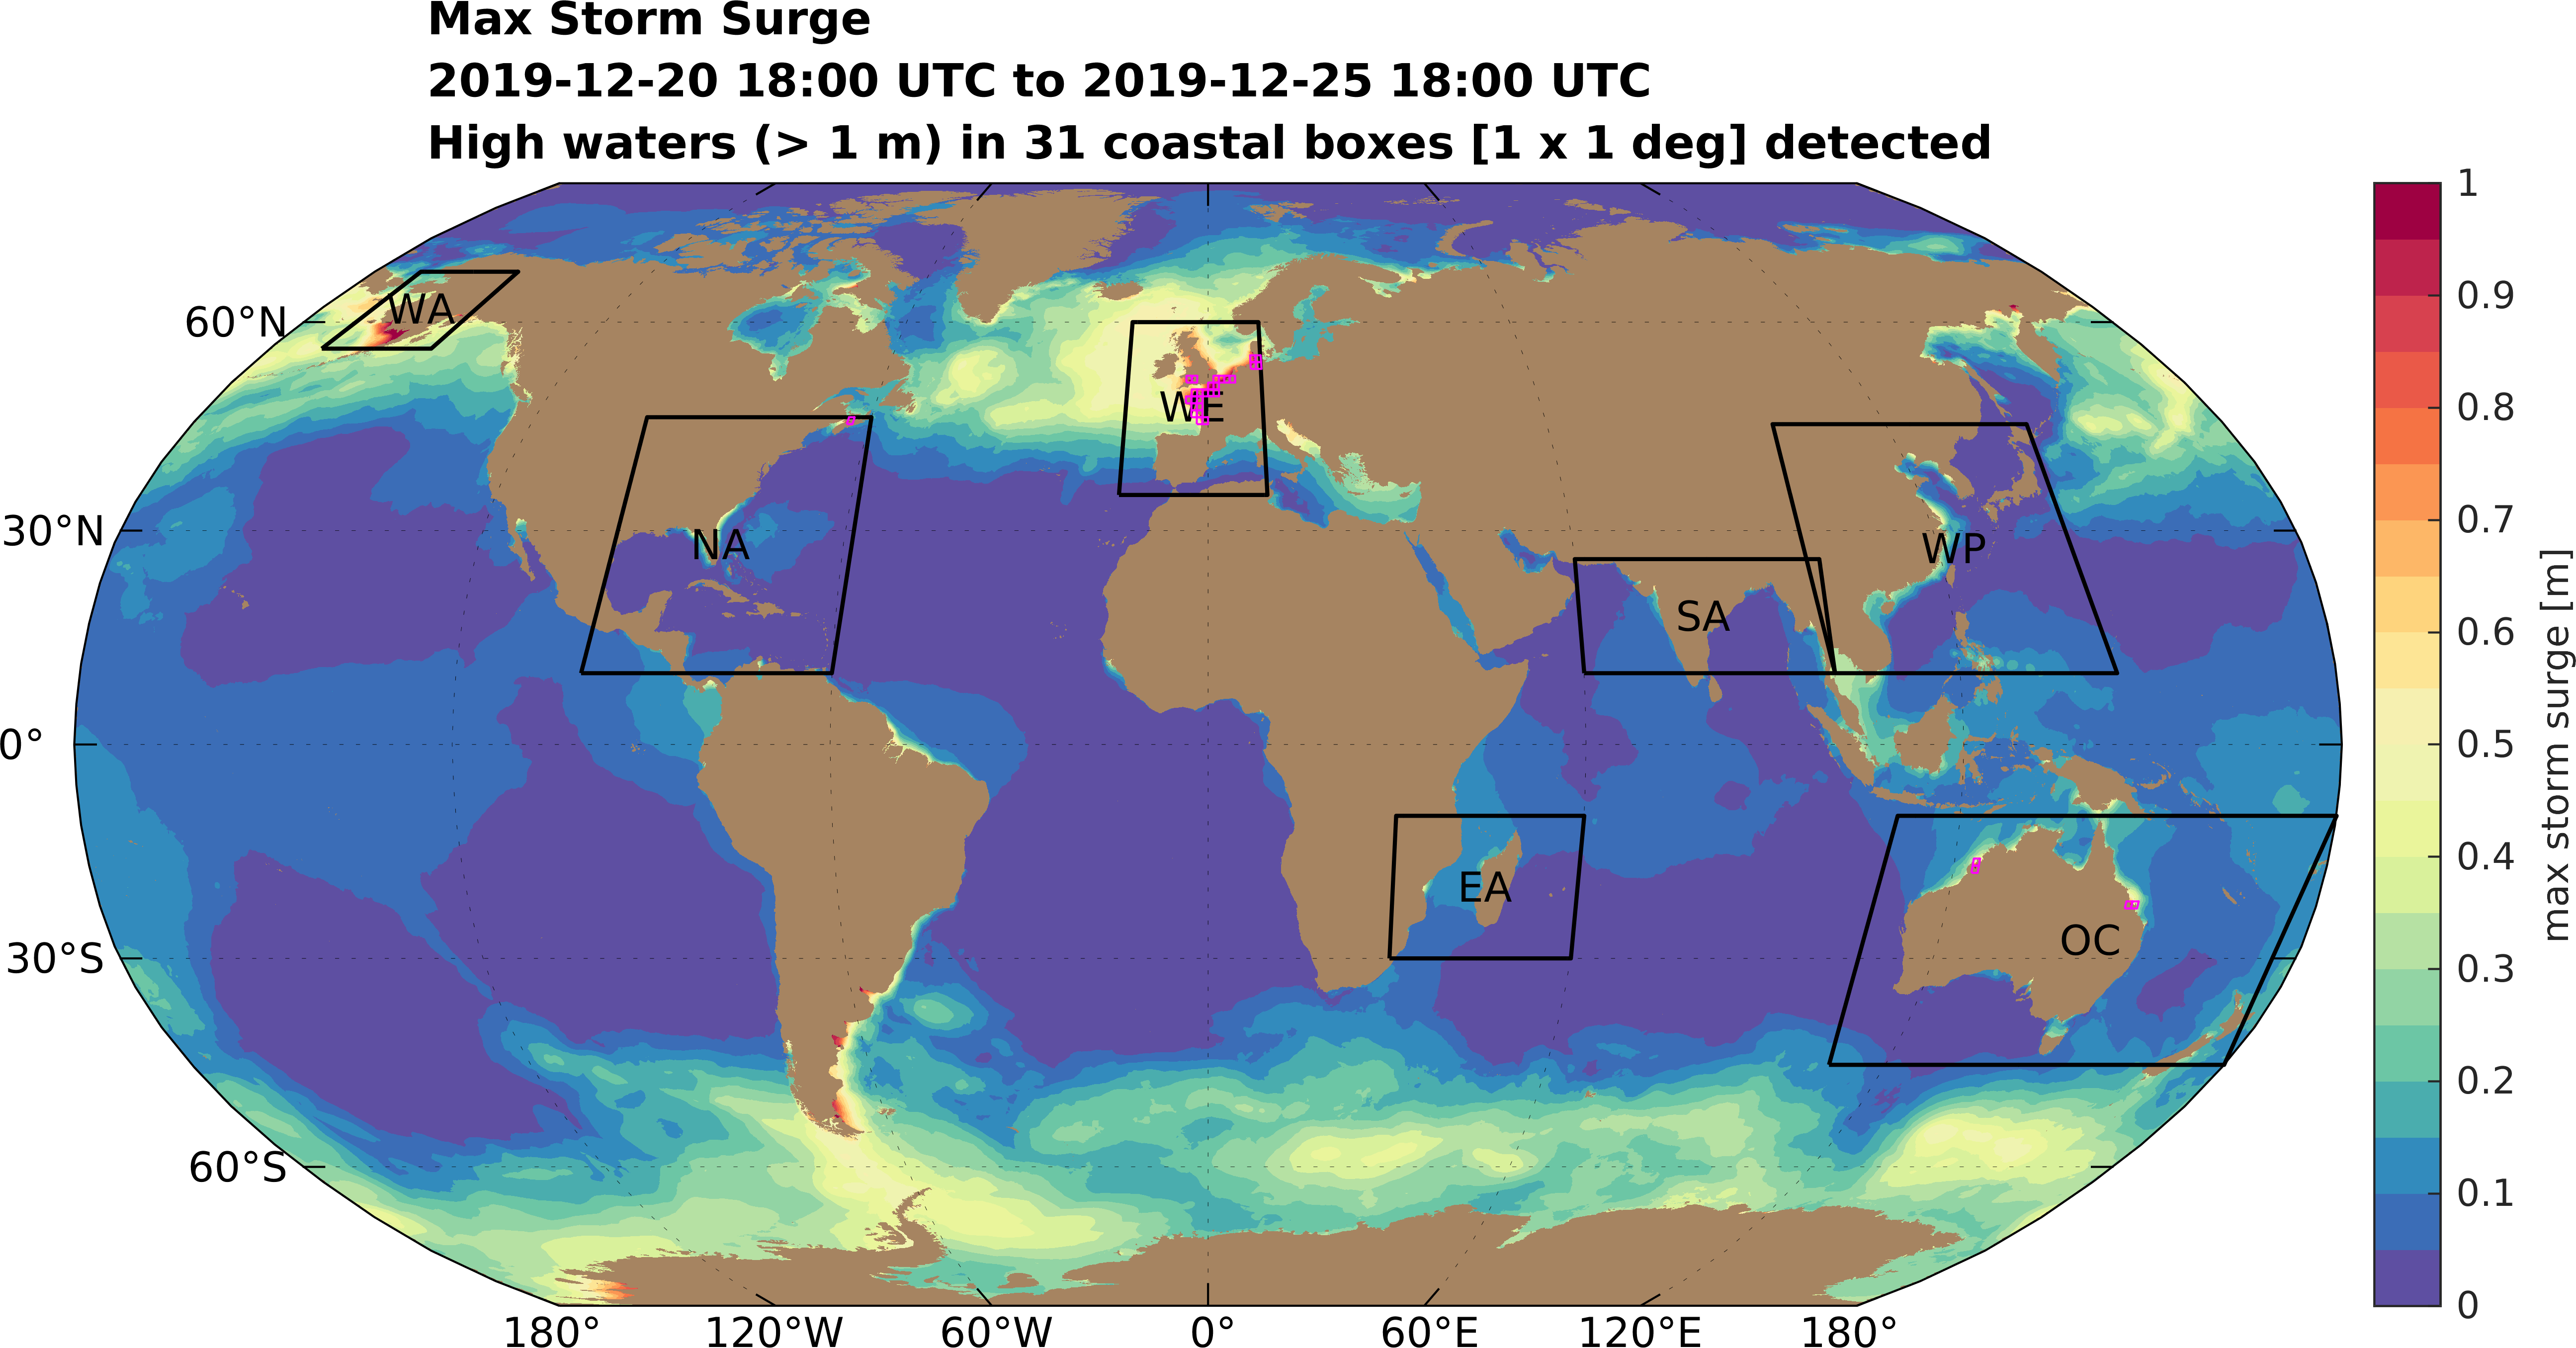 Max Storm Surge
2019-12-20 18:00 UTC to 2019-12-25 18:00 UTC
High waters (> 1 m) in 31 coastal boxes [1 x 1 deg] detected
60°N
30°N
0°
30°S
60°S
180°
120°W
60°W
0°
60°E
120°E
180°
WA
NA
WE
SA
WP
EA
OC
1
0.9
0.8
0.7
0.6
0.5
0.4
0.3
0.2
0.1
0
max storm surge [m]